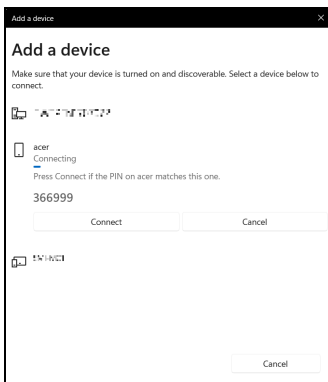 Add a device
Add a device
Make sure that your device is turned on and discoverable. Select a device below to
connect.
acer
Connecting
Press Connect if the PIN on acer matches this one.
366999
Connect Cancel
Cancel